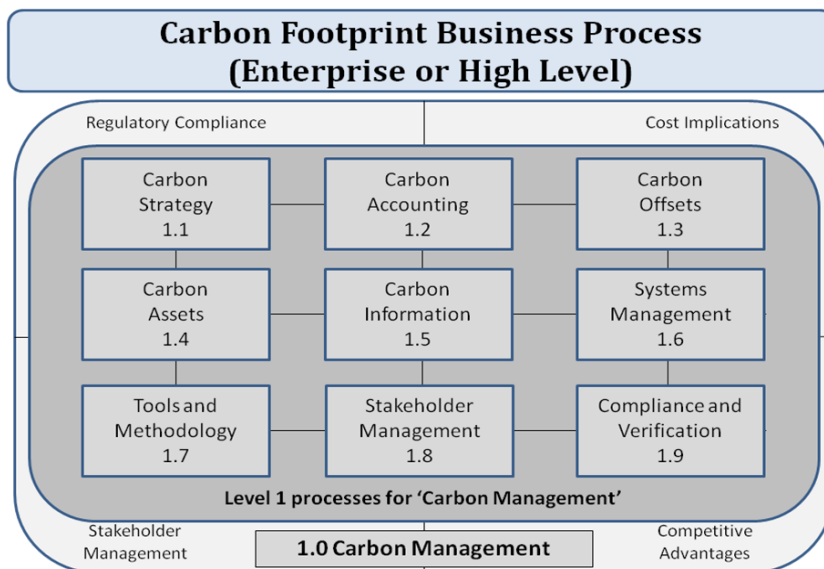 Carbon Footprint Business Process
(Enterprise or High Level)
Regulatory Compliance
Cost Implications
Carbon
Strategy
1.1
Carbon
Accounting
1.2
Carbon
Offsets
1.3
Carbon
Assets
1.4
Carbon
Information
1.5
Systems
Management
1.6
Tools and
Methodology
1.7
Stakeholder
Management
1.8
Compliance and
Verification
1.9
Level 1 processes for ‘Carbon Management’
Stakeholder
Management
1.0 Carbon Management
Competitive
Advantages